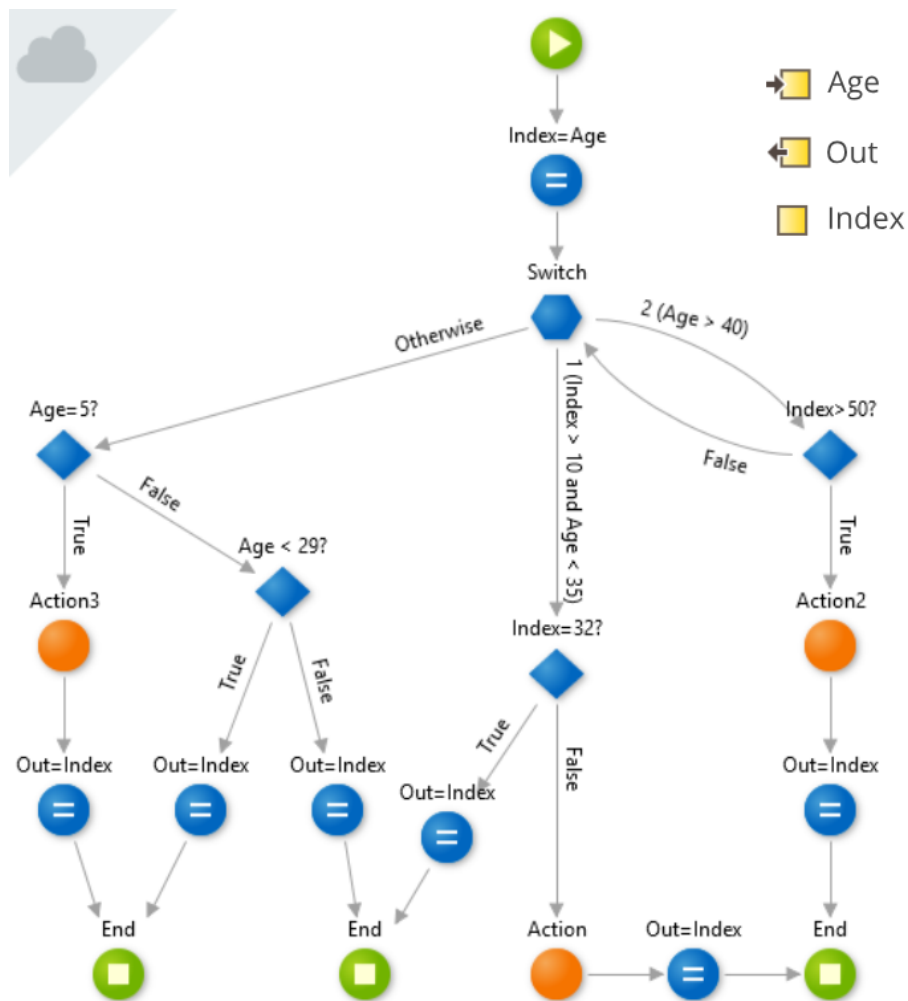 Age
Index=Age
Out
Index
Switch
2 (Age > 40)
Otherwise
1 (Index > 10 and Age < 35)
Age=5?
Index>50?
False
False
True
Age < 29?
True
Action3
Action2
Index=32?
True
False
True
False
Out=Index
Out=Index
Out=Index
Out=Index
Out=Index
End
End
Action
Out=Index
End